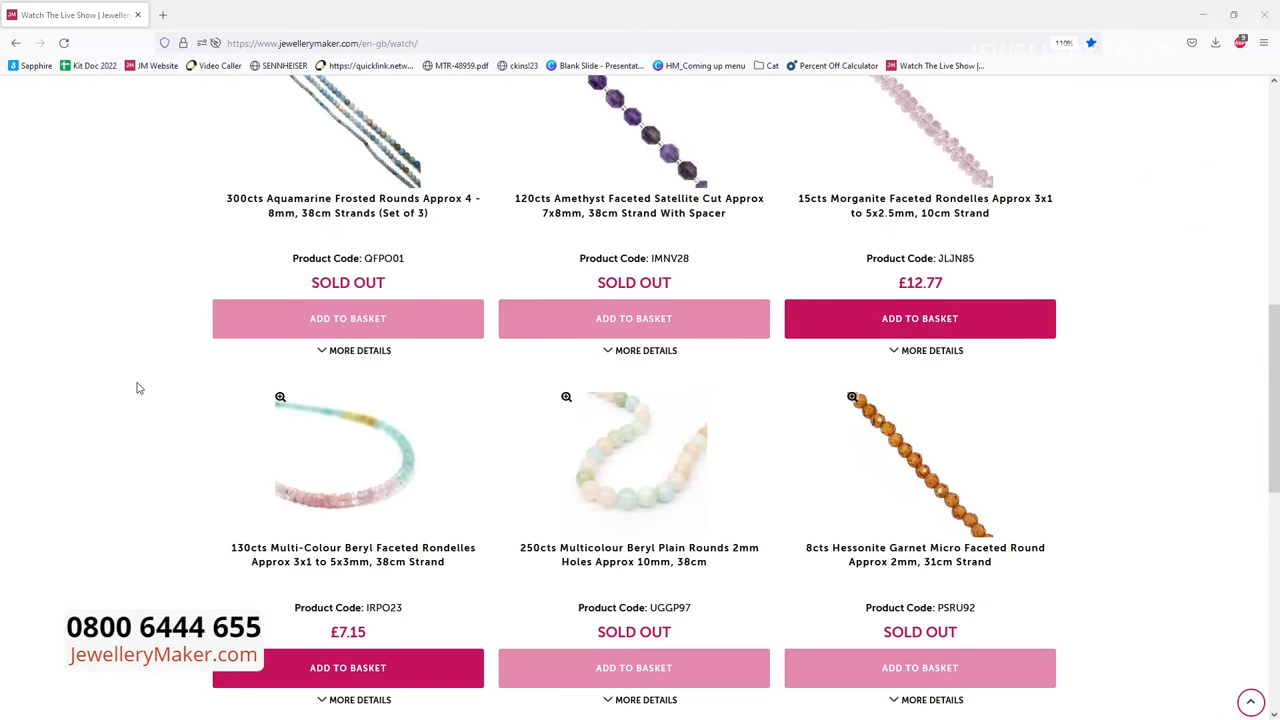 Watch The Live Show | Jeweller
https://www.jewellerymaker.com/en-gb/watch/
110%
Sapphire
Kit Doc 2022
JM Website
Video Caller
SENNHEISER
https://quicklink.netw...
MTR-48959.pdf
ckins!23
Blank Slide - Presentat...
HM_Coming up menu
Cat
Percent Off Calculator
Watch The Live Show |...
300cts Aquamarine Frosted Rounds Approx 4 -
8mm, 38cm Strands (Set of 3)
Product Code: QFPO01
SOLD OUT
ADD TO BASKET
MORE DETAILS
120cts Amethyst Faceted Satellite Cut Approx
7x8mm, 38cm Strand With Spacer
Product Code: IMNV28
SOLD OUT
ADD TO BASKET
MORE DETAILS
15cts Morganite Faceted Rondelles Approx 3x1
to 5x2.5mm, 10cm Strand
Product Code: JLJN85
£12.77
ADD TO BASKET
MORE DETAILS
130cts Multi-Colour Beryl Faceted Rondelles
Approx 3x1 to 5x3mm, 38cm Strand
Product Code: IRPO23
£7.15
ADD TO BASKET
MORE DETAILS
250cts Multicolour Beryl Plain Rounds 2mm
Holes Approx 10mm, 38cm
Product Code: UGGP97
SOLD OUT
ADD TO BASKET
MORE DETAILS
8cts Hessonite Garnet Micro Faceted Round
Approx 2mm, 31cm Strand
Product Code: PSRU92
SOLD OUT
ADD TO BASKET
MORE DETAILS
0800 6444 655
JewelleryMaker.com